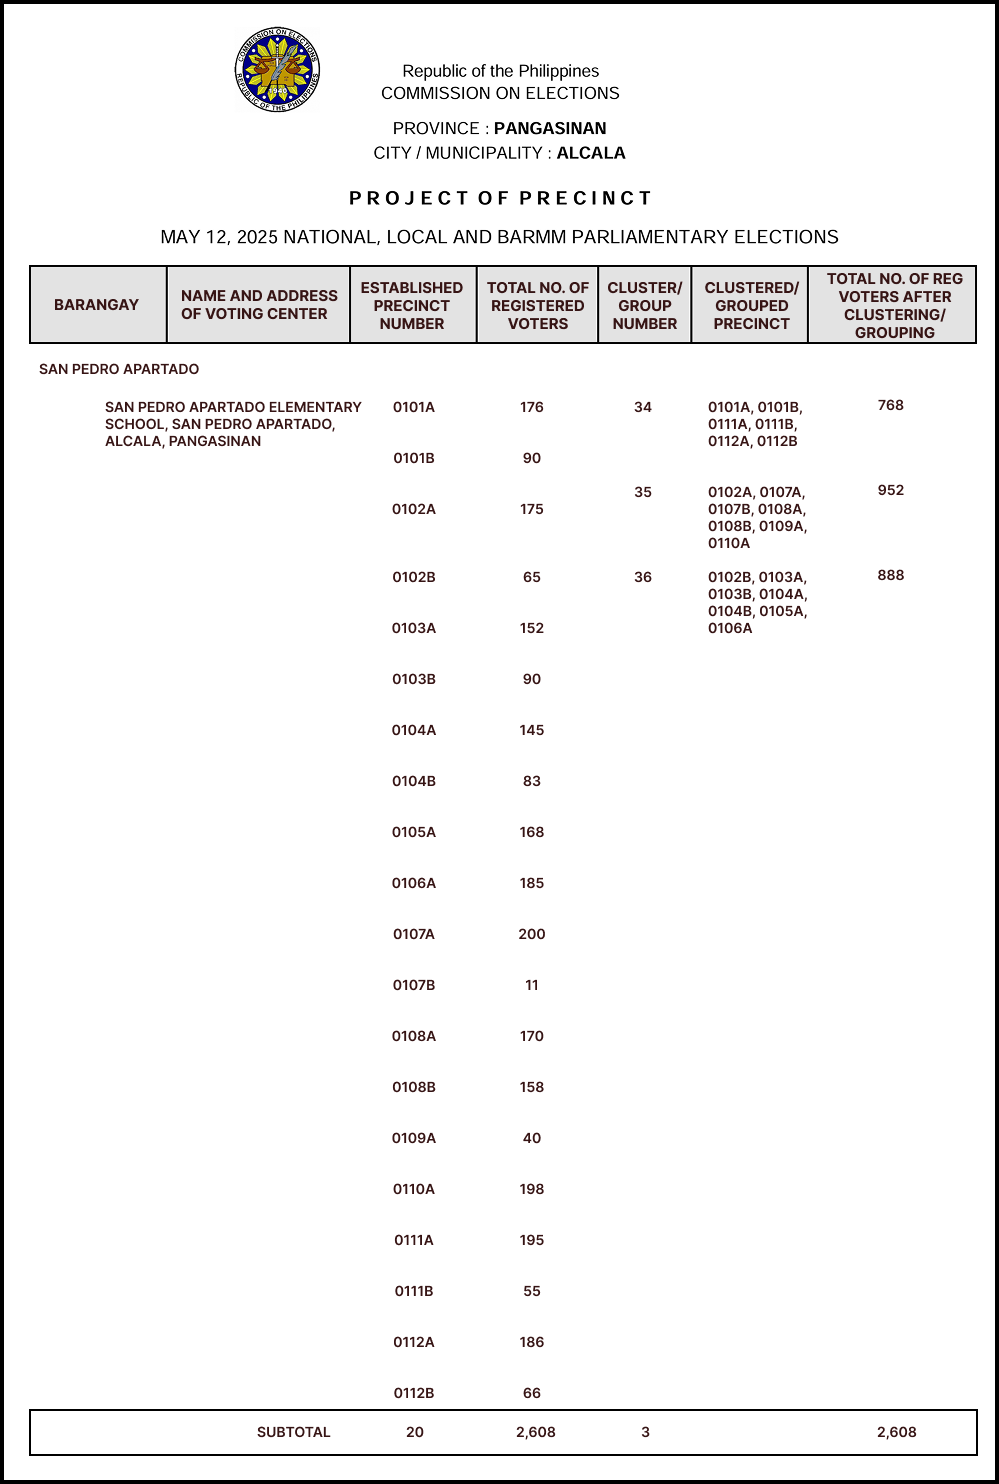 COMMISSION ON ELECTIONS
1940
REPUBLIC OF THE PHILIPPINES
Republic of the Philippines
COMMISSION ON ELECTIONS
PROVINCE : PANGASINAN
CITY / MUNICIPALITY : ALCALA
PROJECT OF PRECINCT
MAY 12, 2025 NATIONAL, LOCAL AND BARMM PARLIAMENTARY ELECTIONS
BARANGAY
NAME AND ADDRESS
OF VOTING CENTER
ESTABLISHED
PRECINCT
NUMBER
TOTAL NO. OF
REGISTERED
VOTERS
CLUSTER/
GROUP
NUMBER
CLUSTERED/
GROUPED
PRECINCT
TOTAL NO. OF REG
VOTERS AFTER
CLUSTERING/
GROUPING
SAN PEDRO APARTADO
SAN PEDRO APARTADO ELEMENTARY
SCHOOL, SAN PEDRO APARTADO,
ALCALA, PANGASINAN
0101A 176
0101B 90
0102A 175
0102B 65
0103A 152
0103B 90
0104A 145
0104B 83
0105A 168
0106A 185
0107A 200
0107B 11
0108A 170
0108B 158
0109A 40
0110A 198
0111A 195
0111B 55
0112A 186
0112B 66
34 0101A, 0101B, 768
0111A, 0111B,
0112A, 0112B
35 0102A, 0107A, 952
0107B, 0108A,
0108B, 0109A,
0110A
36 0102B, 0103A, 888
0103B, 0104A,
0104B, 0105A,
0106A
SUBTOTAL 20 2,608 3 2,608